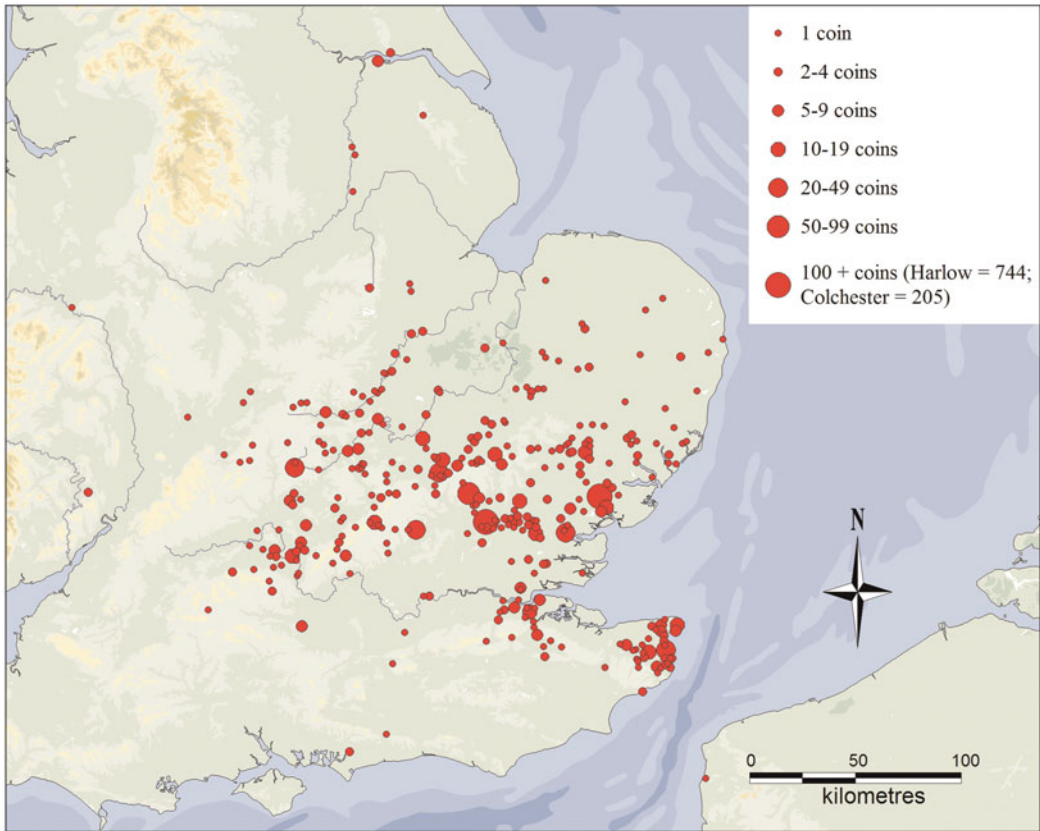 1 coin
2-4 coins
5-9 coins
10-19 coins
20-49 coins
50-99 coins
100 + coins (Harlow = 744;
Colchester = 205)
N
0 50 100
kilometres